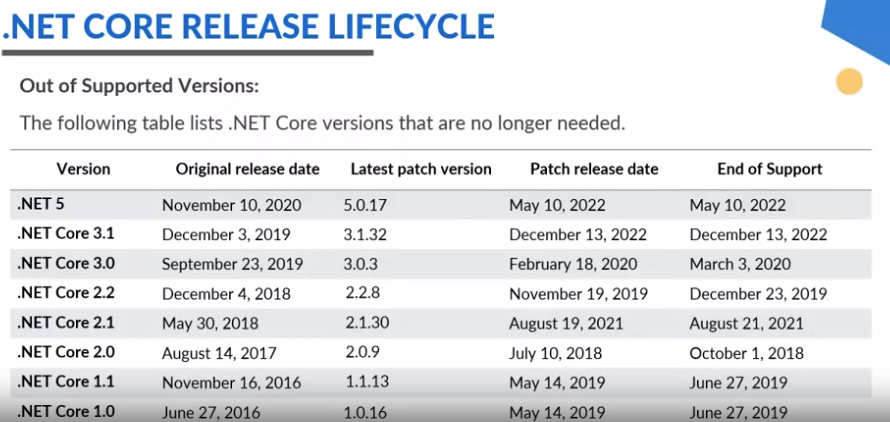 .NET CORE RELEASE LIFECYCLE
Out of Supported Versions:
The following table lists .NET Core versions that are no longer needed.
Version Original release date Latest patch version Patch release date End of Support
.NET 5 November 10, 2020 5.0.17 May 10, 2022 May 10, 2022
.NET Core 3.1 December 3, 2019 3.1.32 December 13, 2022 December 13, 2022
.NET Core 3.0 September 23, 2019 3.0.3 February 18, 2020 March 3, 2020
.NET Core 2.2 December 4, 2018 2.2.8 November 19, 2019 December 23, 2019
.NET Core 2.1 May 30, 2018 2.1.30 August 19, 2021 August 21, 2021
.NET Core 2.0 August 14, 2017 2.0.9 July 10, 2018 October 1, 2018
.NET Core 1.1 November 16, 2016 1.1.13 May 14, 2019 June 27, 2019
.NET Core 1.0 June 27, 2016 1.0.16 May 14, 2019 June 27, 2019